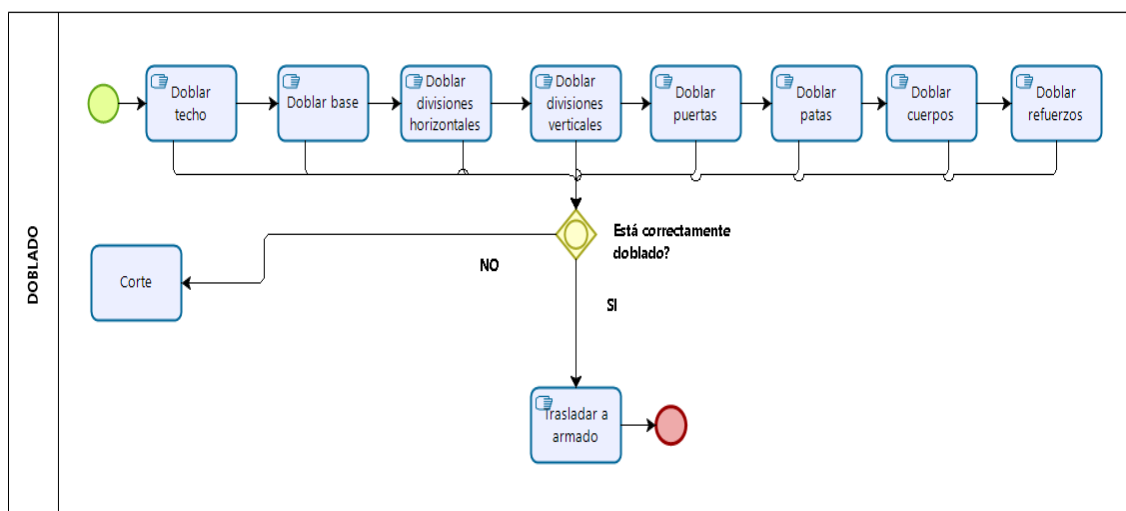 DOBLADO
Doblar
techo
Doblar base
Doblar
divisiones
horizontales
Doblar
divisiones
verticales
Doblar
puertas
Doblar
patas
Doblar
cuerpos
Doblar
refuerzos
Está correctamente
doblado?
NO
Corte
SI
Trasladar a
armado